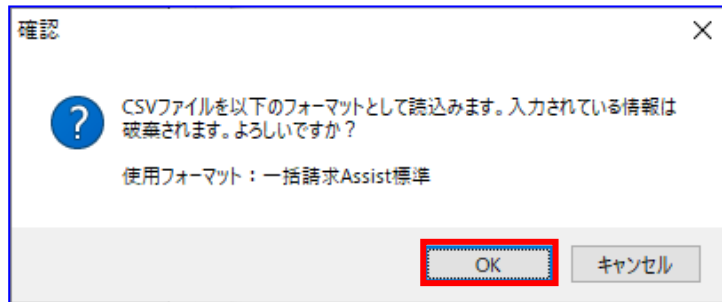 確認
CSVファイルを以下のフォーマットとして読込みます。入力されている情報は
破棄されます。よろしいですか？
使用フォーマット：一括請求Assist標準
OK
キャンセル